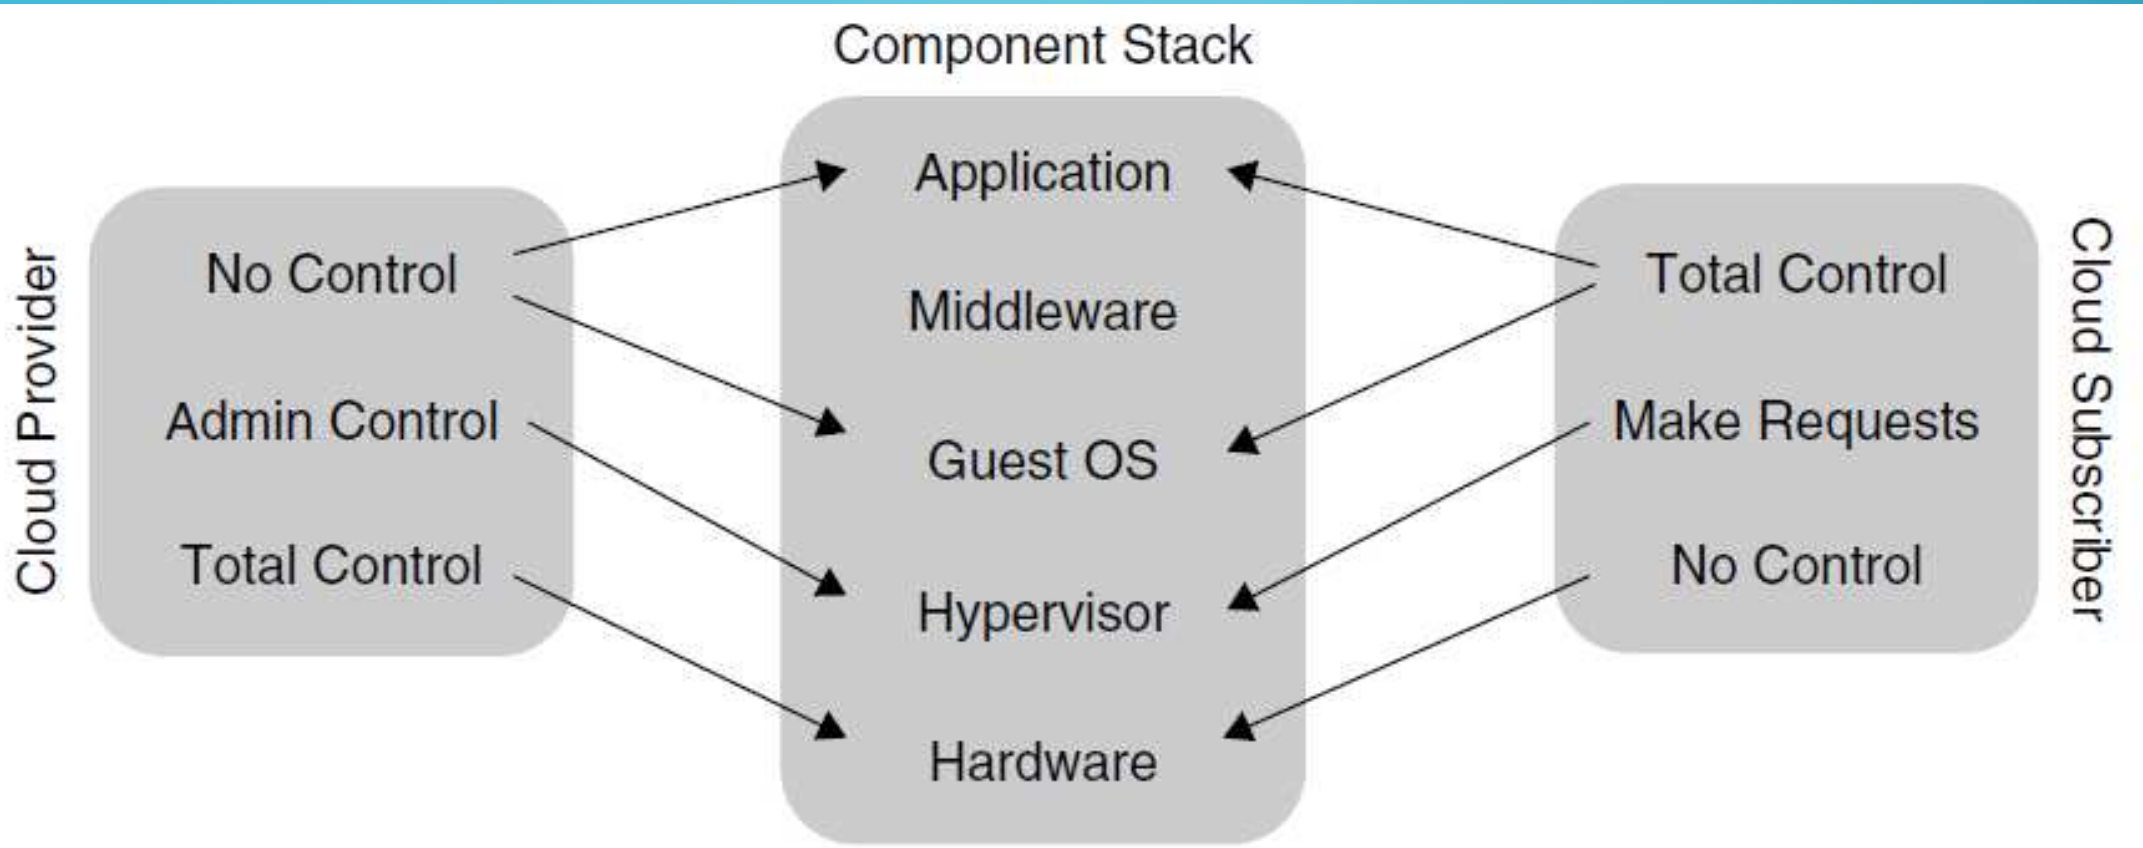 Component Stack
Cloud Provider
No Control
Admin Control
Total Control
Application
Middleware
Guest OS
Hypervisor
Hardware
Total Control
Make Requests
No Control
Cloud Subscriber